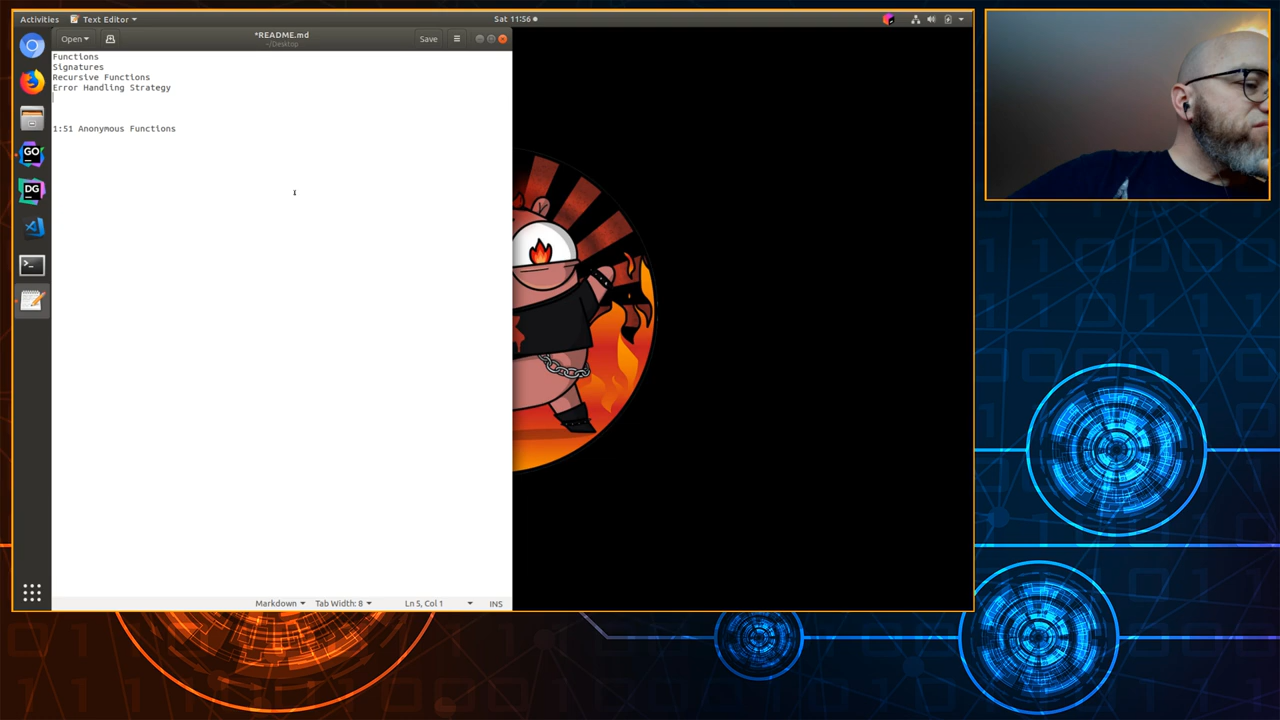 Activities
Text Editor
Sat 11:56
Open
*README.md
~/Desktop
Save
Functions
Signatures
Recursive Functions
Error Handling Strategy
1:51 Anonymous Functions
GO
DG
>_
Markdown
Tab Width: 8
Ln 5, Col 1
INS